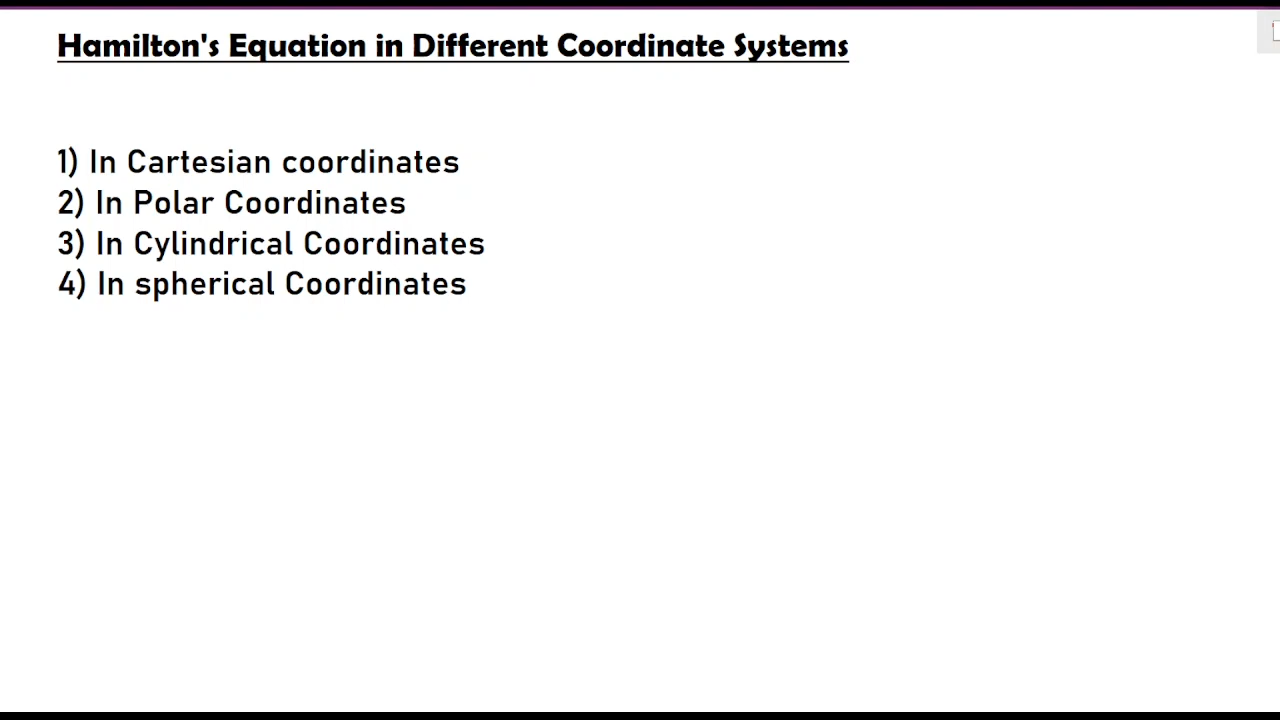 Hamilton's Equation in Different Coordinate Systems
1) In Cartesian coordinates
2) In Polar Coordinates
3) In Cylindrical Coordinates
4) In spherical Coordinates